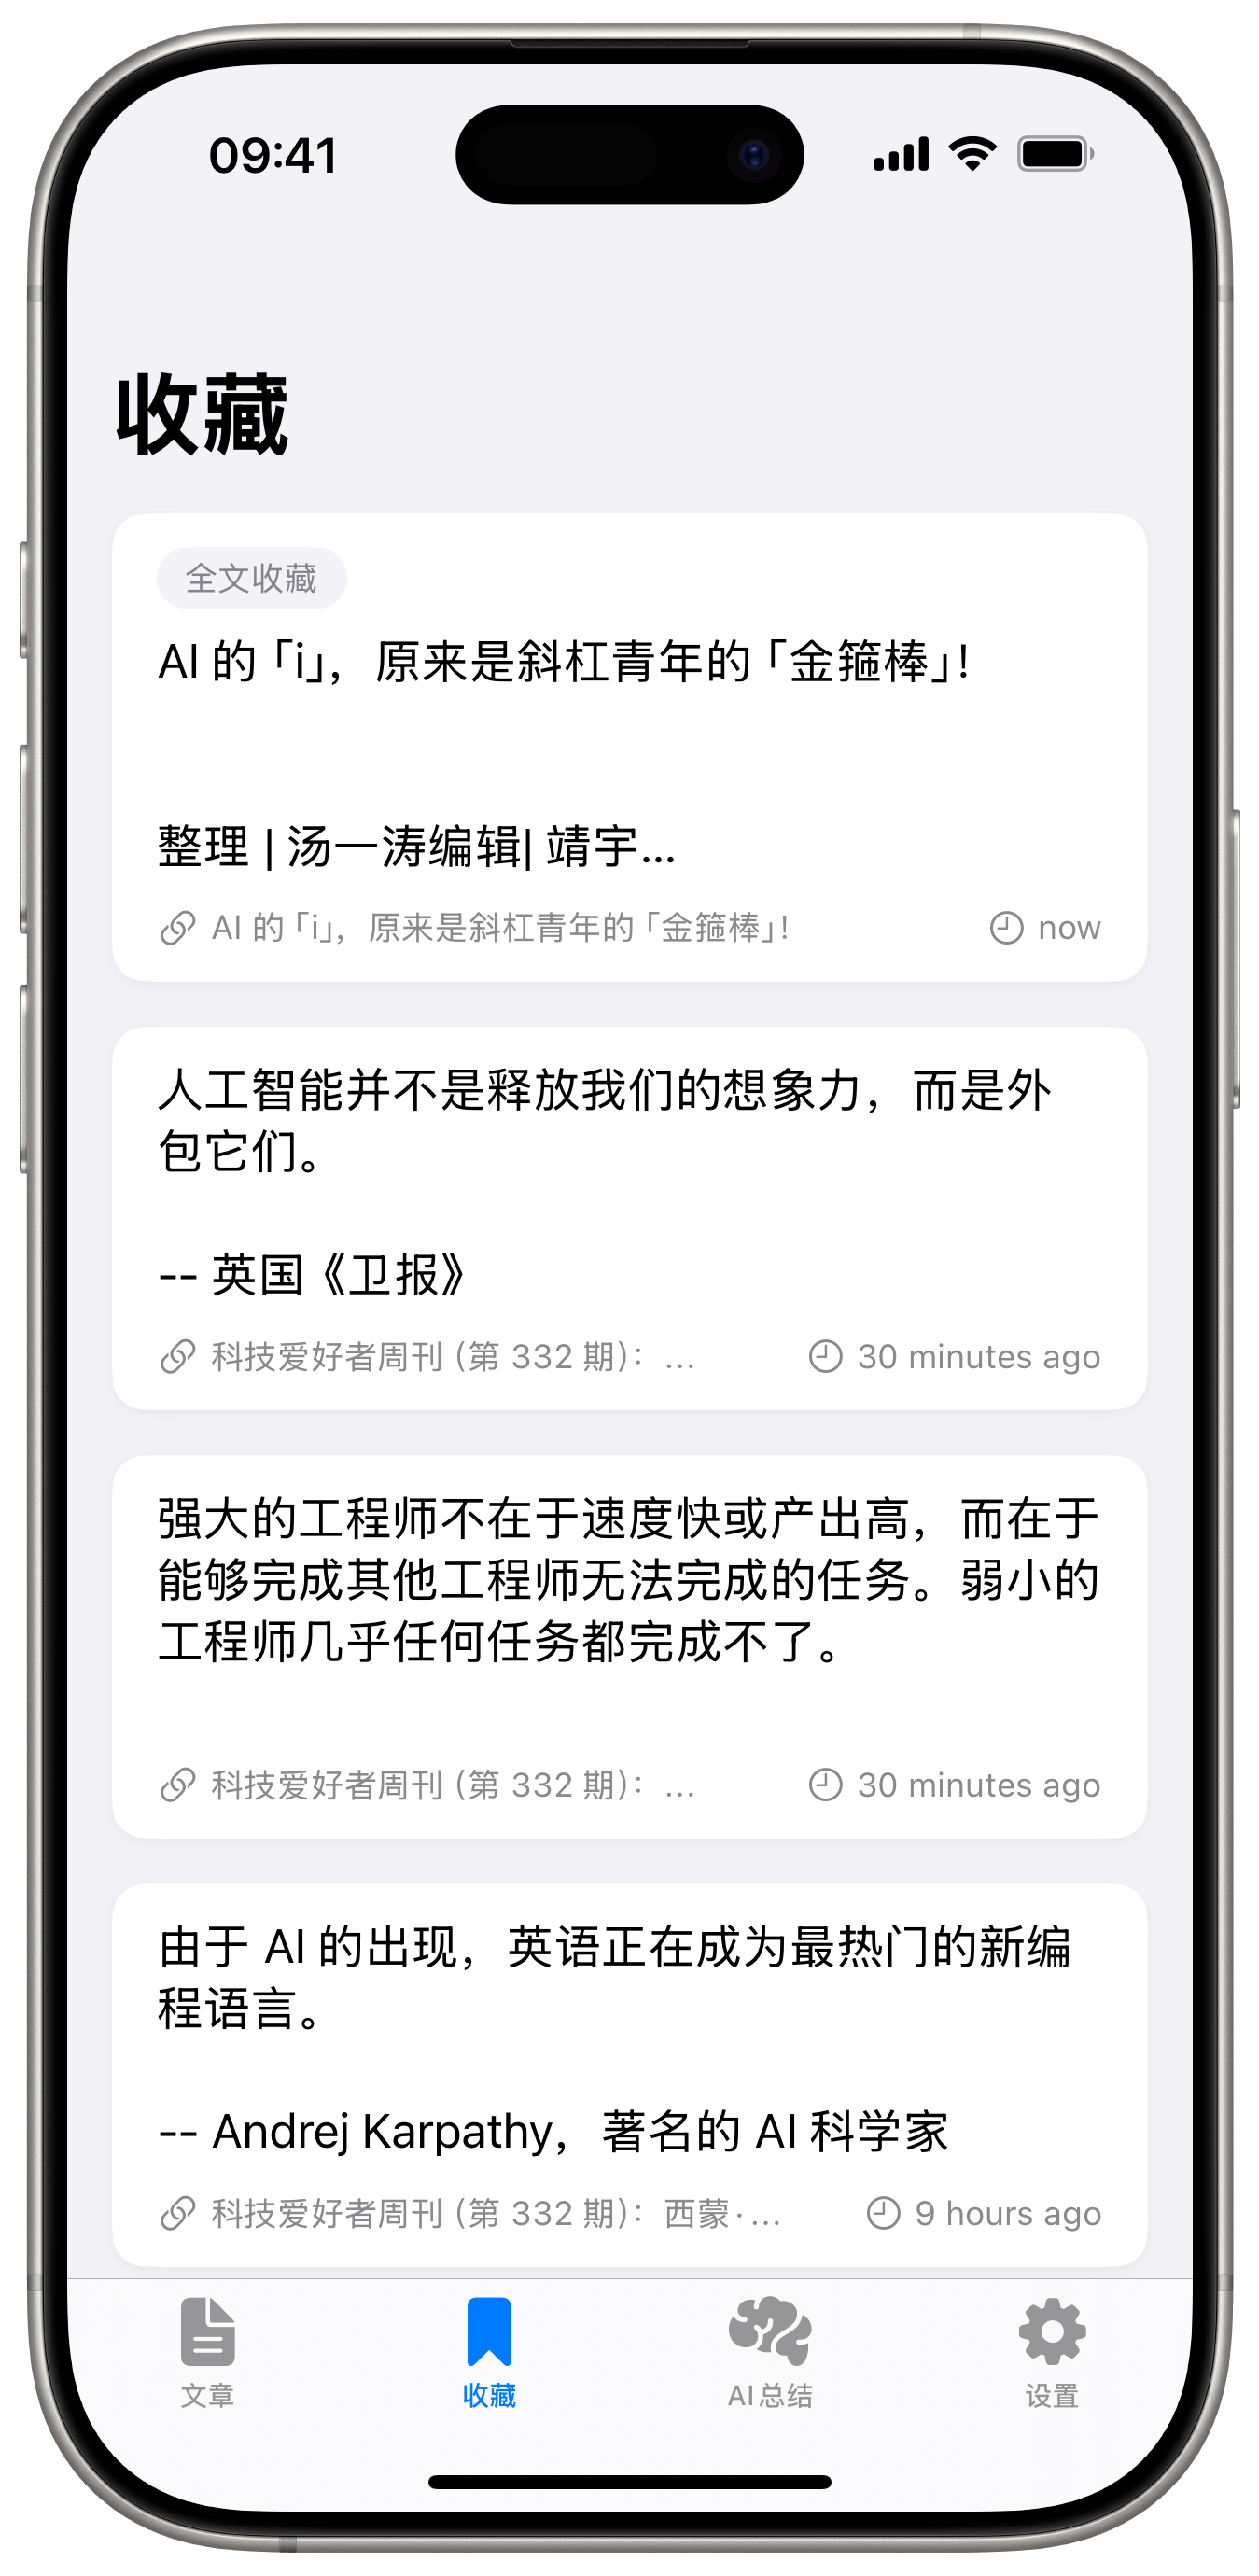 09:41
收藏
全文收藏
AI 的「i」，原来是斜杠青年的「金箍棒」！
整理 | 汤一涛编辑| 靖宇...
AI 的「i」，原来是斜杠青年的「金箍棒」！
now
人工智能并不是释放我们的想象力，而是外
包它们。
-- 英国《卫报》
科技爱好者周刊（第 332 期）：...
30 minutes ago
强大的工程师不在于速度快或产出高，而在于
能够完成其他工程师无法完成的任务。弱小的
工程师几乎任何任务都完成不了。
科技爱好者周刊（第 332 期）：...
30 minutes ago
由于 AI 的出现，英语正在成为最热门的新编
程语言。
-- Andrej Karpathy，著名的 AI 科学家
科技爱好者周刊（第 332 期）：西蒙·...
9 hours ago
文章
收藏
AI 总结
设置